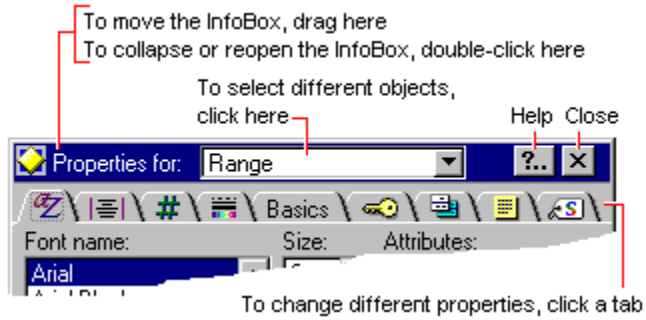 To move the InfoBox, drag here
To collapse or reopen the InfoBox, double-click here
To select different objects,
click here
Help Close
Properties for: Range ?..
Basics
Font name: Size: Attributes:
Arial
To change different properties, click a tab